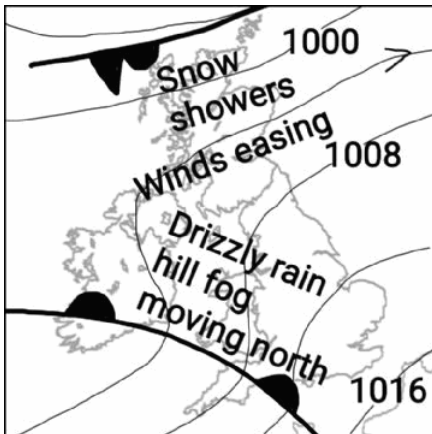 1000
Snow
showers
Winds easing
1008
Drizzly rain
hill fog
moving north
1016